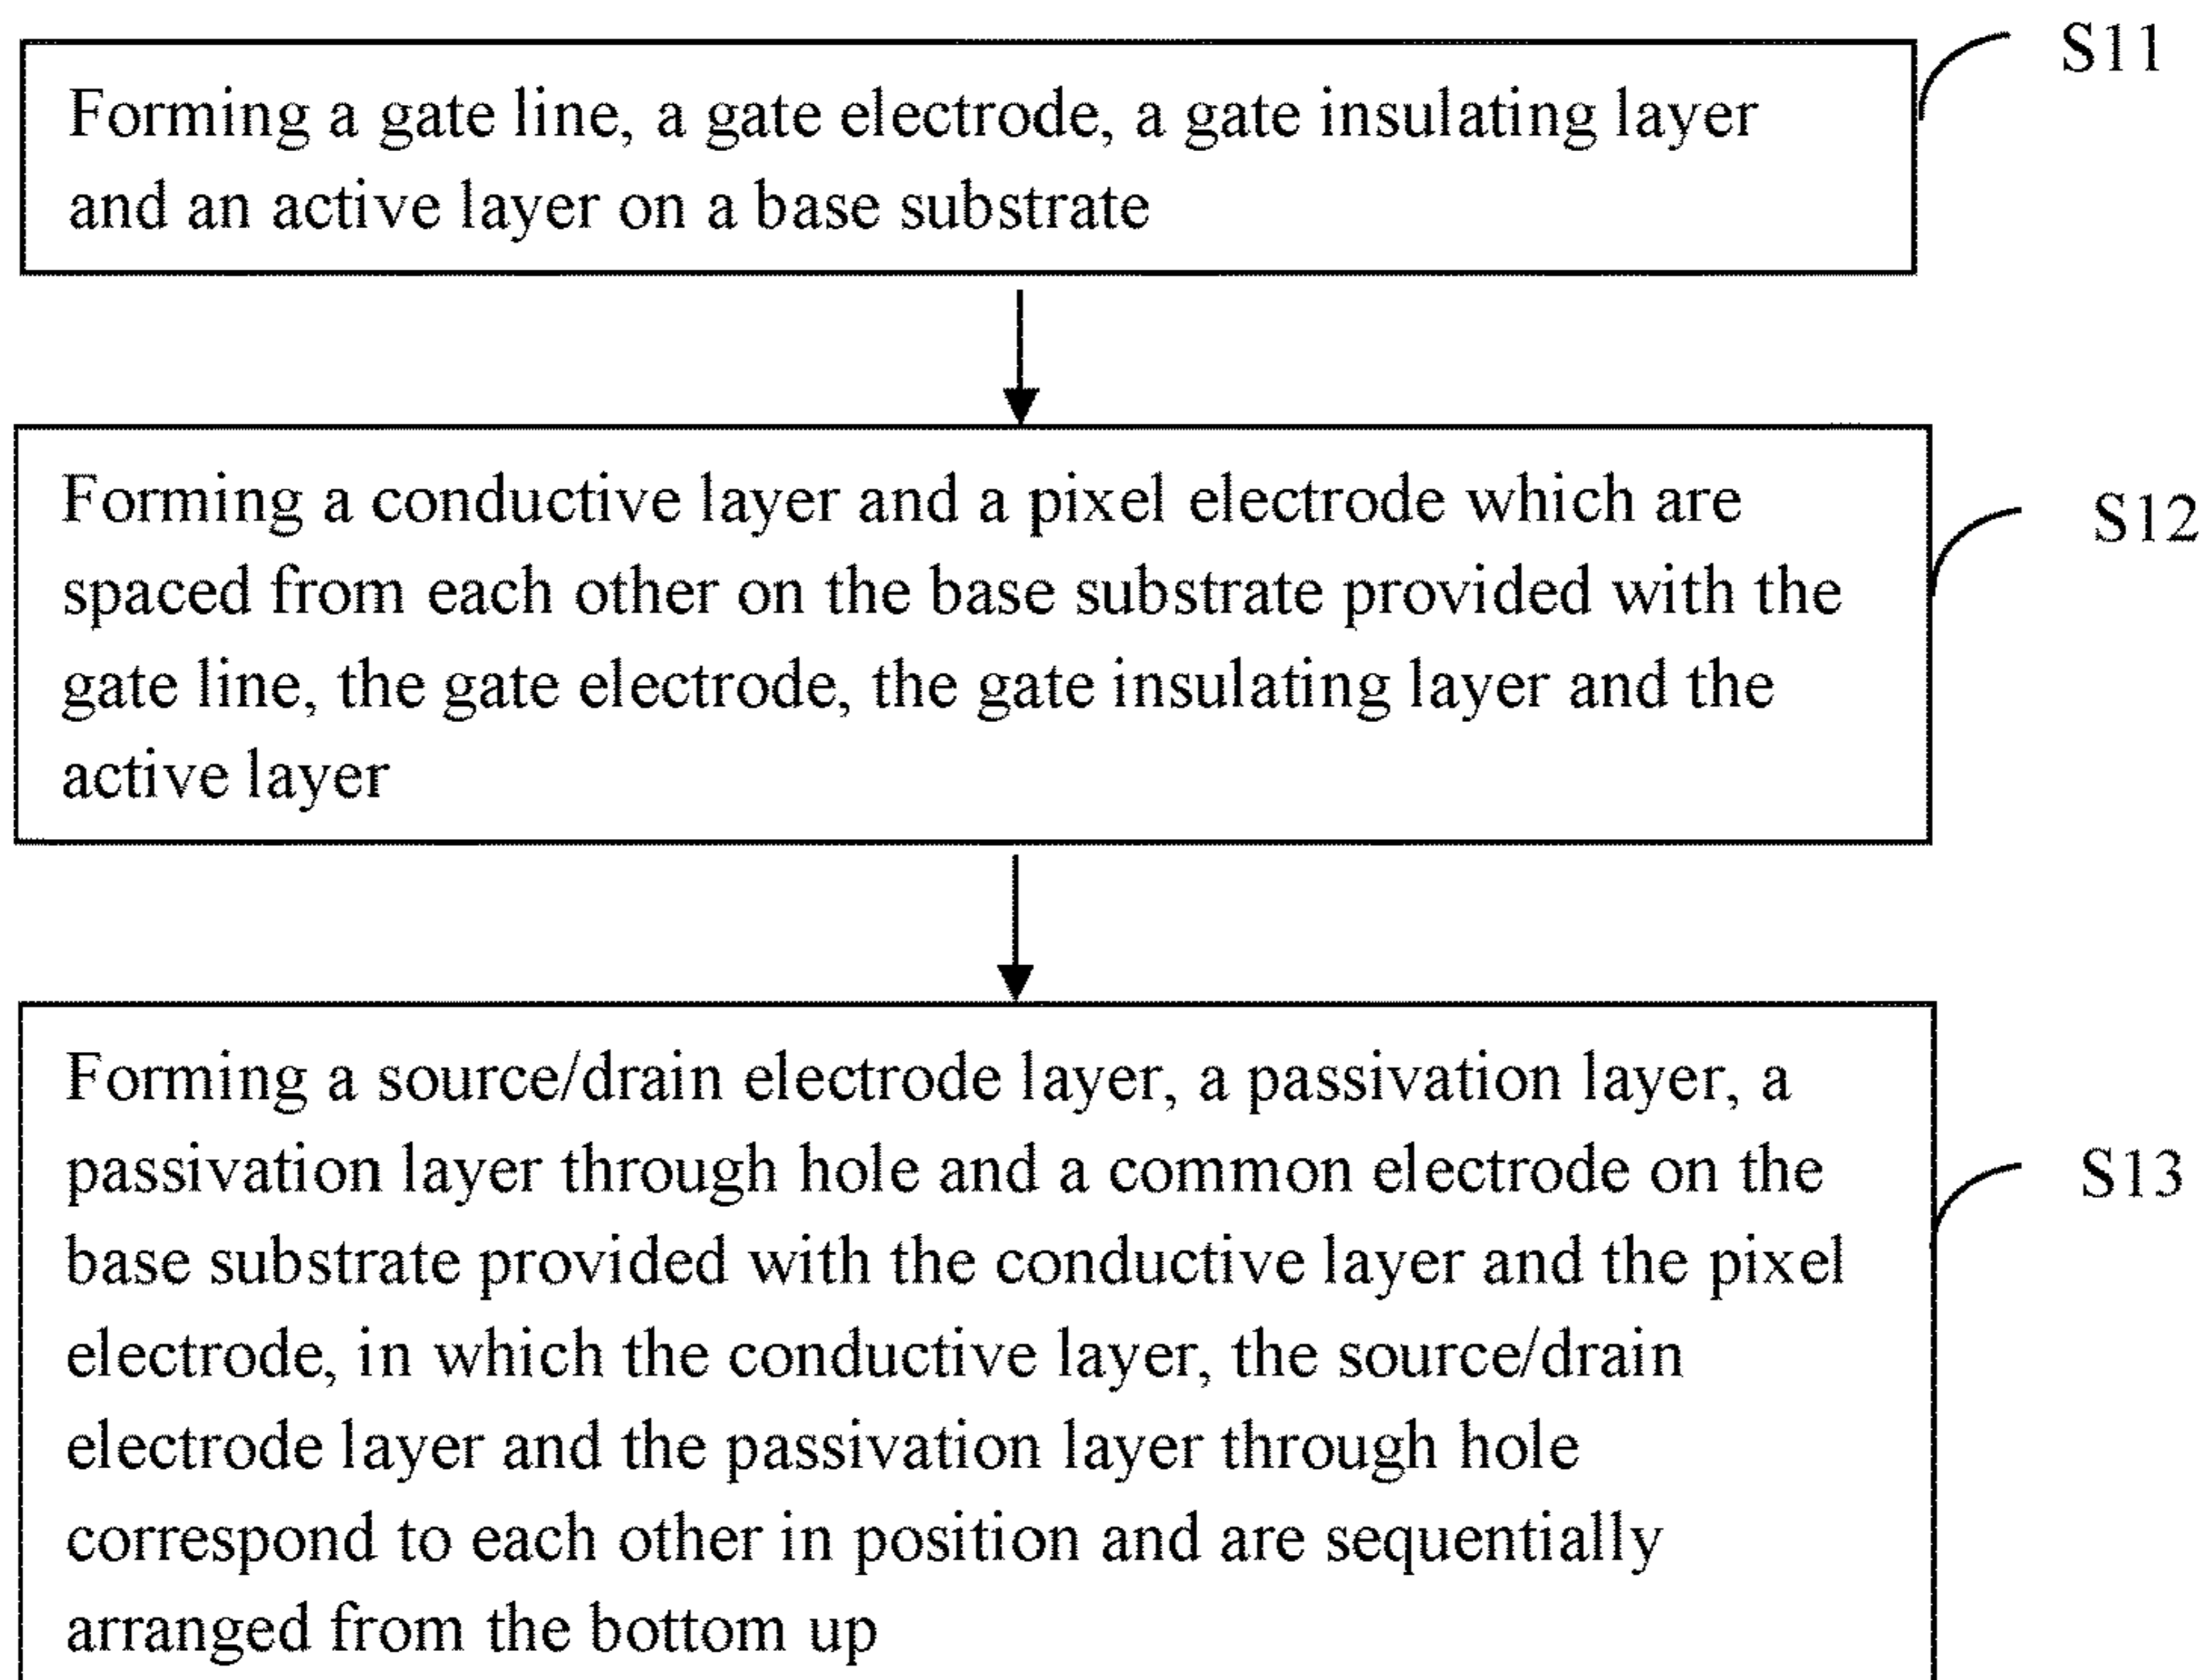 S11
Forming a gate line, a gate electrode, a gate insulating layer
and an active layer on a base substrate
Forming a conductive layer and a pixel electrode which are
S12
spaced from each other on the base substrate provided with the
gate line, the gate electrode, the gate insulating layer and the
active layer
Forming a source/drain electrode layer, a passivation layer, a
passivation layer through hole and a common electrode on the
S13
base substrate provided with the conductive layer and the pixel
electrode, in which the conductive layer, the source/drain
electrode layer and the passivation layer through hole
correspond to each other in position and are sequentially
arranged from the bottom up